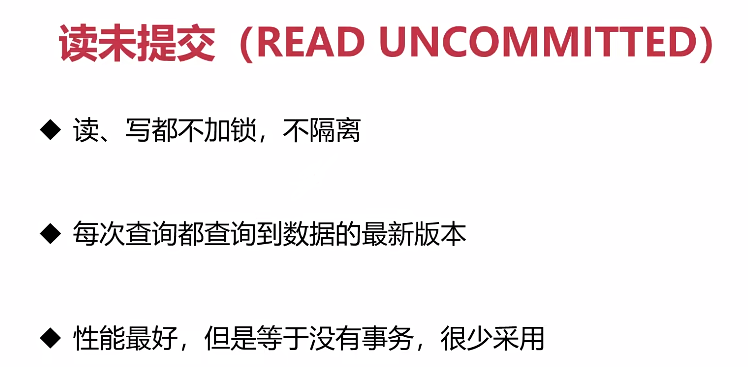 读未提交（READ UNCOMMITTED）
◆ 读、写都不加锁，不隔离
◆ 每次查询都查询到数据的最新版本
◆ 性能最好，但是等于没有事务，很少采用